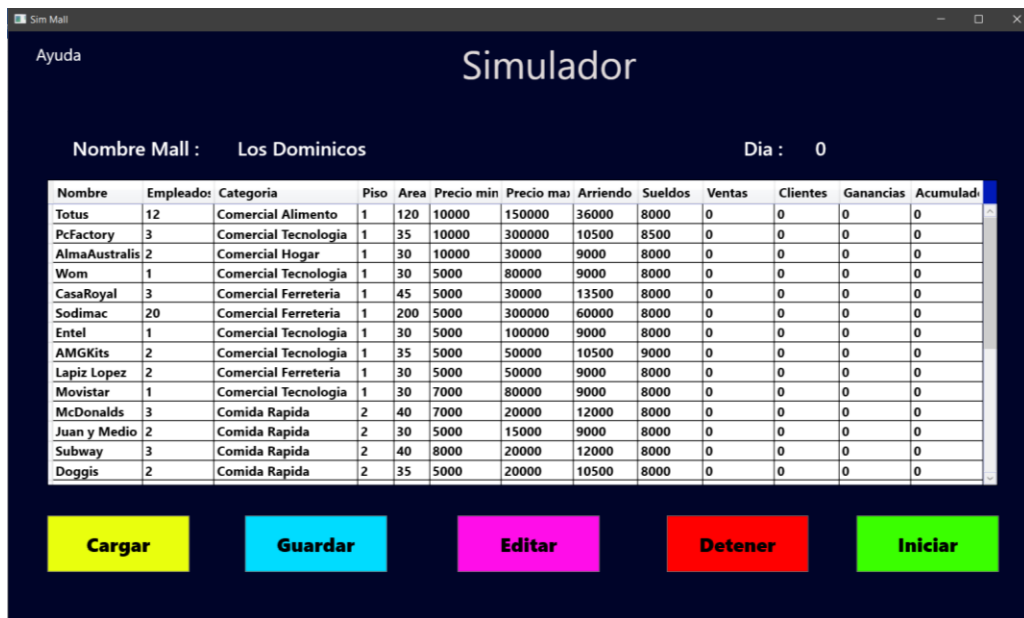 Sim Mall
Ayuda
Simulador
Nombre Mall : Los Dominicos Dia : 0
Nombre Empleados Categoria Piso Area Precio min Precio max Arriendo Sueldos Ventas Clientes Ganancias Acumulado
Totus 12 Comercial Alimento 1 120 10000 150000 36000 8000 0 0 0 0
PcFactory 3 Comercial Tecnologia 1 35 10000 300000 10500 8500 0 0 0 0
AlmaAustralis 2 Comercial Hogar 1 30 10000 30000 9000 8000 0 0 0 0
Wom 1 Comercial Tecnologia 1 30 5000 80000 9000 8000 0 0 0 0
CasaRoyal 3 Comercial Ferreteria 1 45 5000 30000 13500 8000 0 0 0 0
Sodimac 20 Comercial Ferreteria 1 200 5000 300000 60000 8000 0 0 0 0
Entel 1 Comercial Tecnologia 1 30 5000 100000 9000 8000 0 0 0 0
AMGKits 2 Comercial Tecnologia 1 35 5000 50000 10500 9000 0 0 0 0
Lapiz Lopez 2 Comercial Ferreteria 1 30 5000 50000 9000 8000 0 0 0 0
Movistar 1 Comercial Tecnologia 1 30 7000 80000 9000 8000 0 0 0 0
McDonalds 3 Comida Rapida 2 40 7000 20000 12000 8000 0 0 0 0
Juan y Medio 2 Comida Rapida 2 30 5000 15000 9000 8000 0 0 0 0
Subway 3 Comida Rapida 2 40 8000 20000 12000 8000 0 0 0 0
Doggis 2 Comida Rapida 2 35 5000 20000 10500 8000 0 0 0 0
Cargar Guardar Editar Detener Iniciar